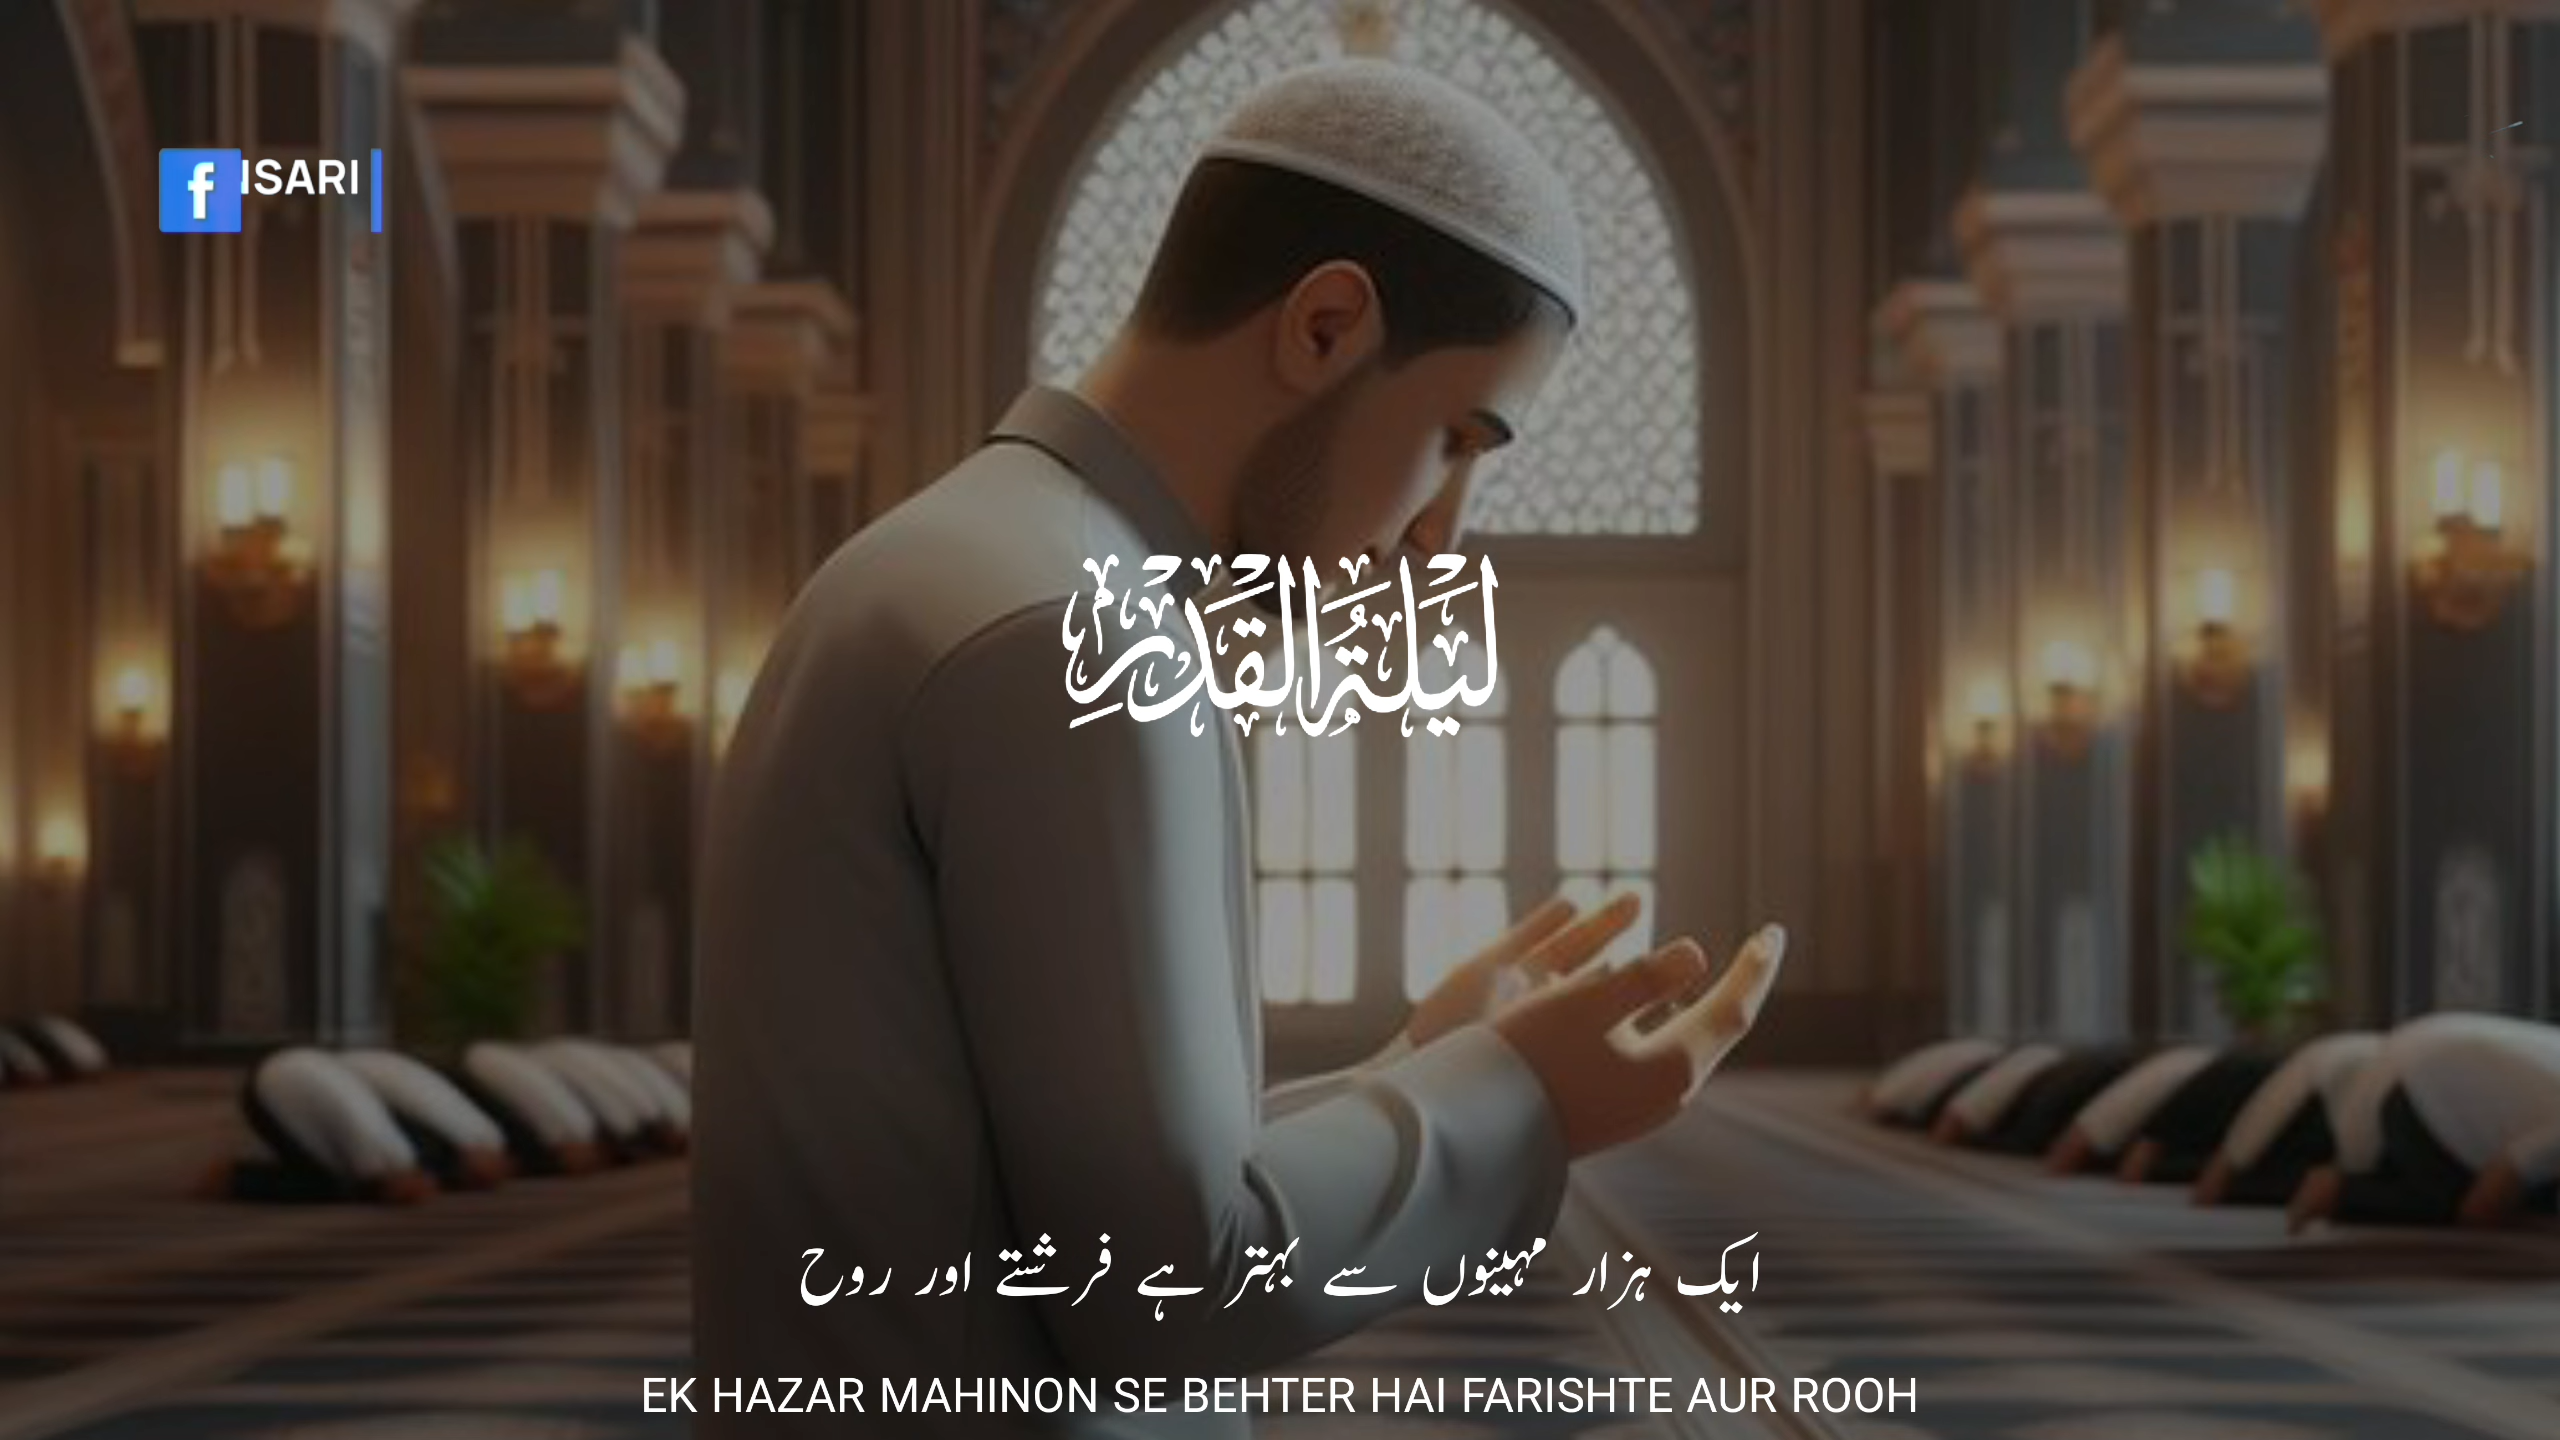 ISARI
لَيْلَةُ الْقَدْرِ
ایک ہزار مہینوں سے بہتر ہے فرشتے اور روح
EK HAZAR MAHINON SE BEHTER HAI FARISHTE AUR ROOH